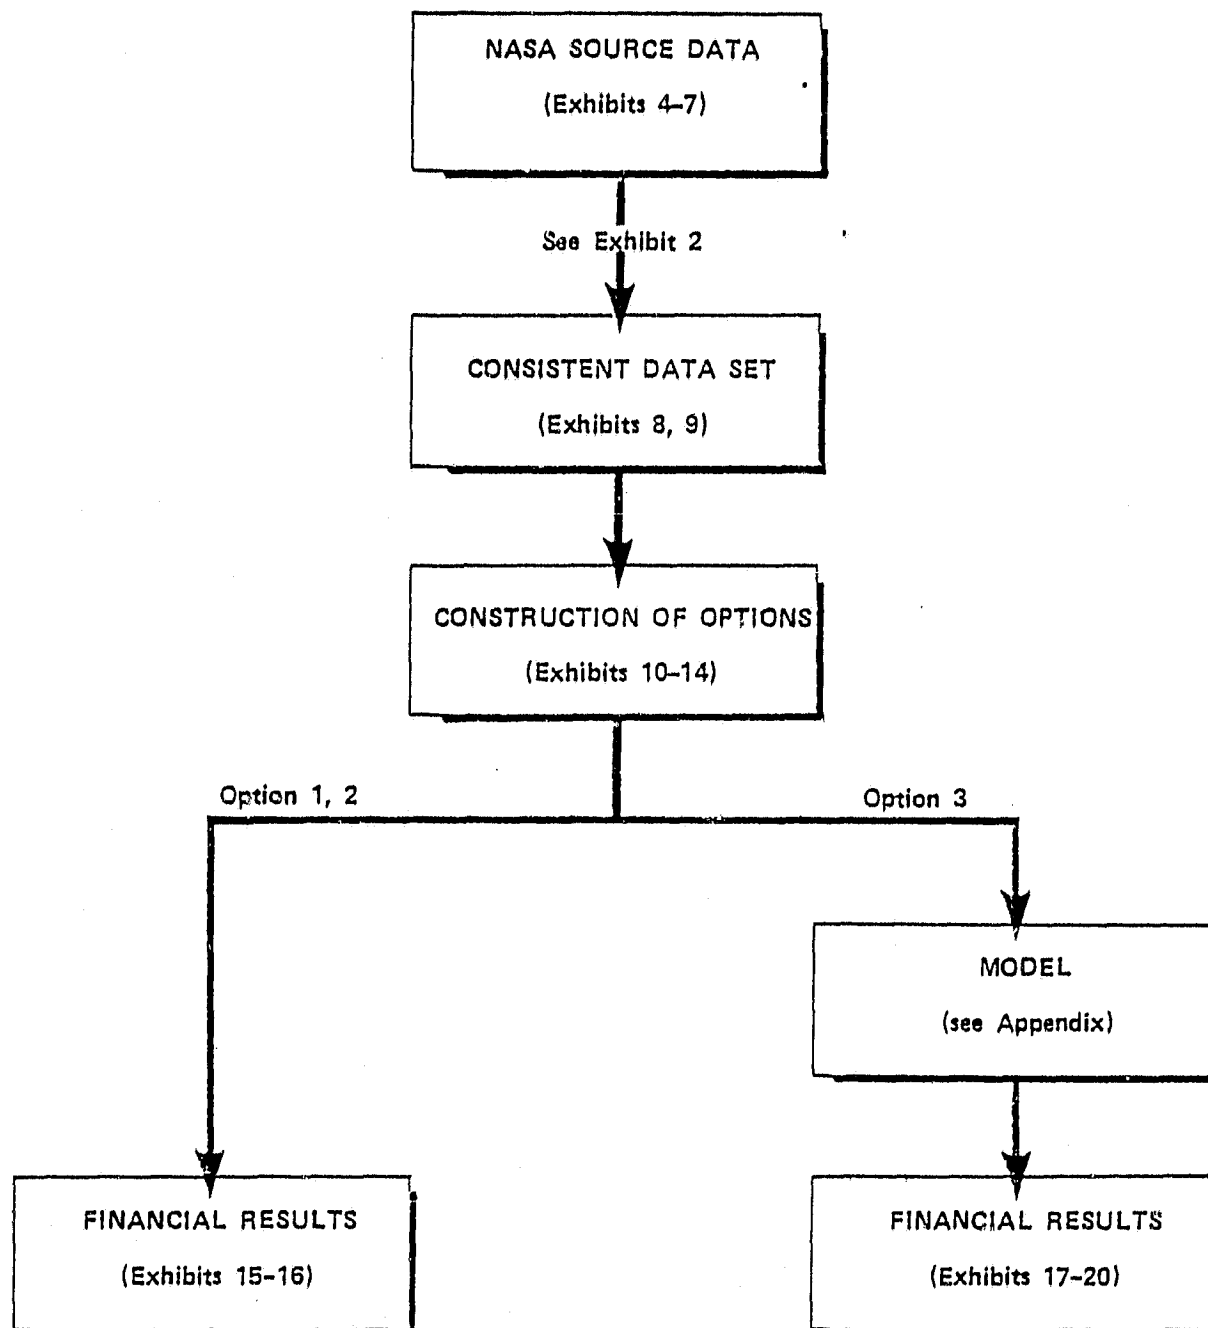 NASA SOURCE DATA
(Exhibits 4–7)
See Exhibit 2
CONSISTENT DATA SET
(Exhibits 8, 9)
CONSTRUCTION OF OPTIONS
(Exhibits 10–14)
Option 1, 2
Option 3
MODEL
(see Appendix)
FINANCIAL RESULTS
(Exhibits 15–16)
FINANCIAL RESULTS
(Exhibits 17–20)